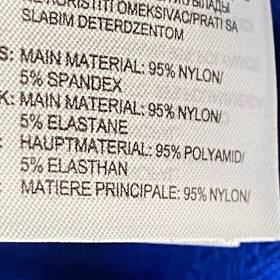 NE KORISTITI OMEKSIVAC/PRATI SA
SLABIM DETERDZENTOM
S: MAIN MATERIAL: 95% NYLON/
5% SPANDEX
K: MAIN MATERIAL: 95% NYLON/
5% ELASTANE
: HAUPTMATERIAL: 95% POLYAMID/
5% ELASTHAN
: MATIERE PRINCIPALE: 95% NYLON/